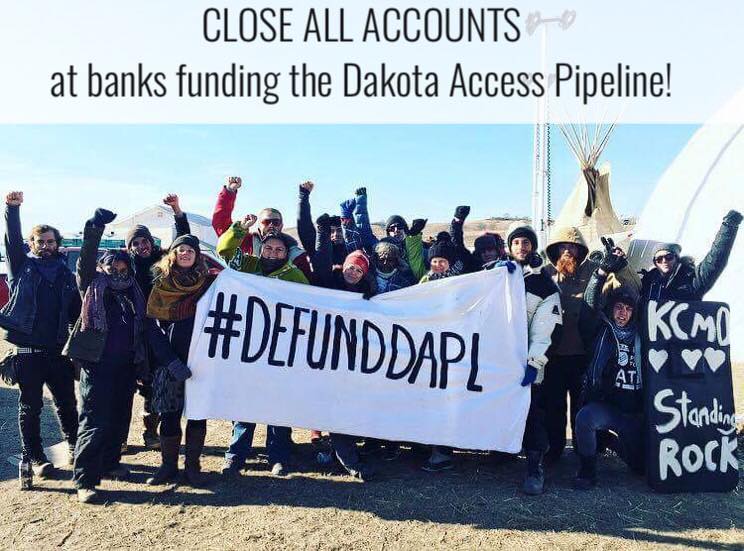 CLOSE ALL ACCOUNTS
at banks funding the Dakota Access Pipeline!
#DEFUNDDAPL
KCMO
Standing
ROCK